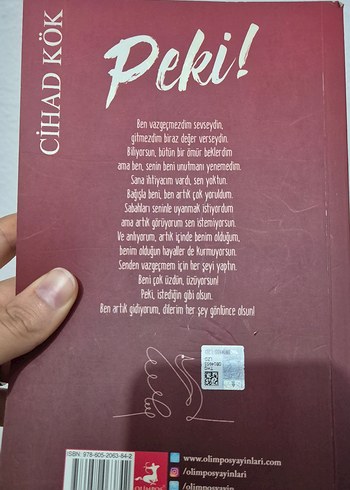 CİHAD KÖK
Peki!
Ben vazgeçmezdim sevseydin,
gitmezdim biraz değer verseydin.
Biliyorsun, bütün bir ömür beklerdim
ama ben, senin beni unutmanı yenemedim.
Sana ihtiyacım vardı, sen yoktun.
Bağışla beni, ben artık çok yoruldum.
Sabahları seninle uyanmak istiyordum
ama artık görüyorum sen istemiyorsun.
Ve anlıyorum, artık içinde benim olduğum,
benim olduğun hayaller de kurmuyorsun.
Senden vazgeçmem için her şeyi yaptın.
Beni çok üzdün, üzüyorsun!
Peki, istediğin gibi olsun.
Ben artık gidiyorum, dilerim her şey gönlünce olsun!
ISBN: 978-605-2063-84-2
OLIMPOS
www.olimposyayinlari.com
/olimposyayinlari
/olimposyayin